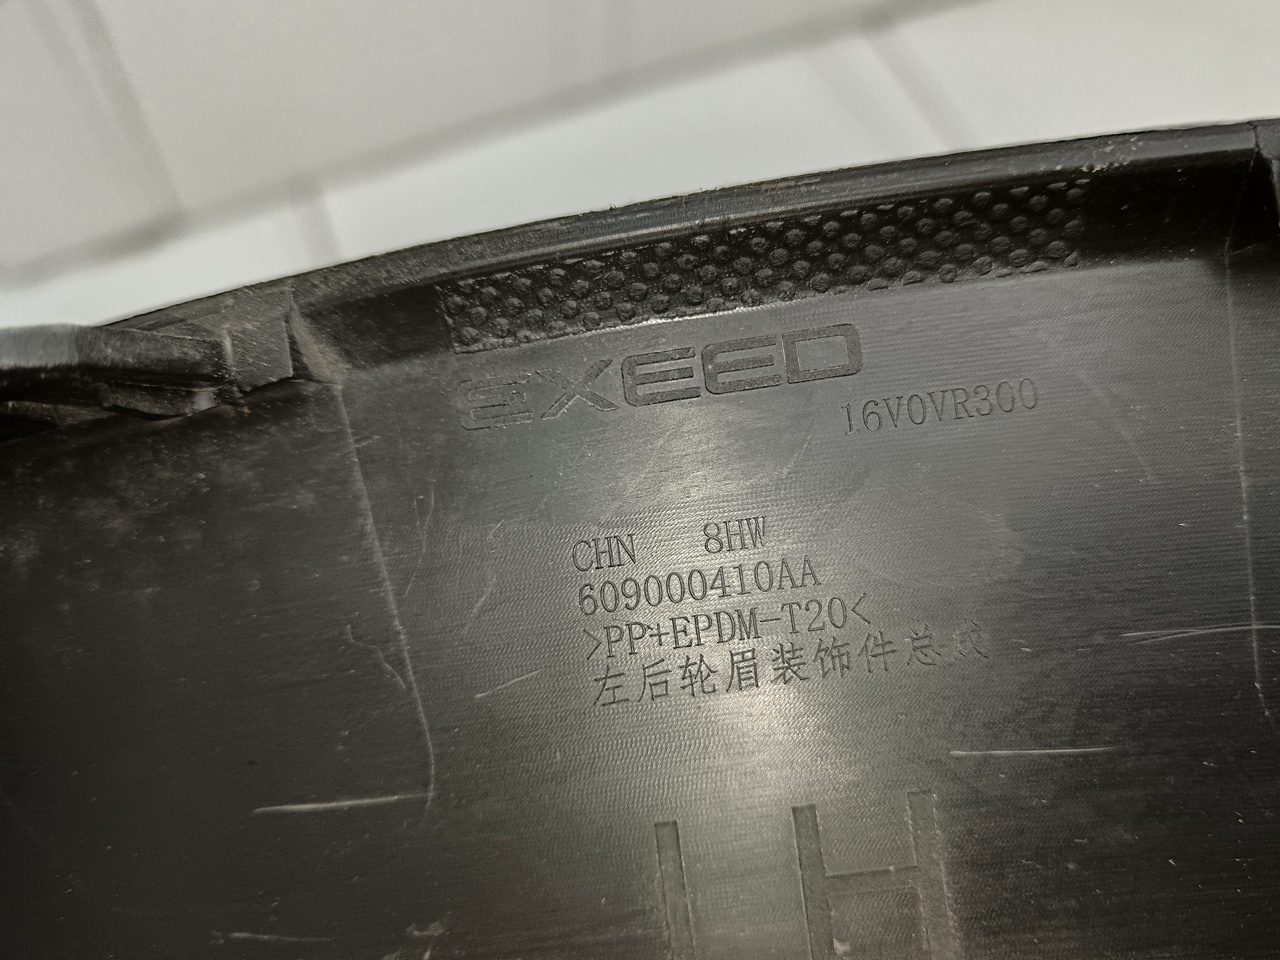 EXEED
16V0VR300
CHN 8HW
609000410AA
>PP+EPDM-T20<
左后轮眉装饰件总成
LH